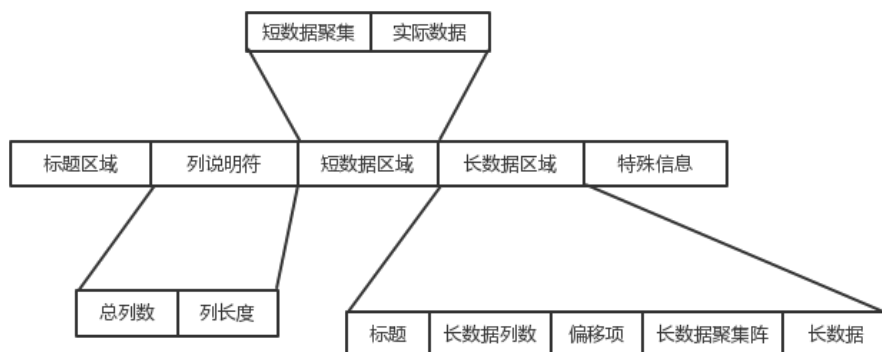 短数据聚集 实际数据
标题区域 列说明符 短数据区域 长数据区域 特殊信息
总列数 列长度
标题 长数据列数 偏移项 长数据聚集阵 长数据